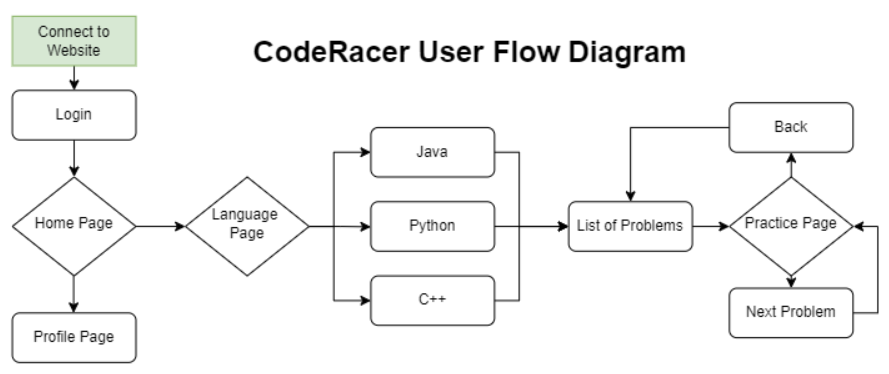 Connect to
Website
CodeRacer User Flow Diagram
Login
Back
Java
Home Page
Language
Page
Python
List of Problems
Practice Page
C++
Next Problem
Profile Page